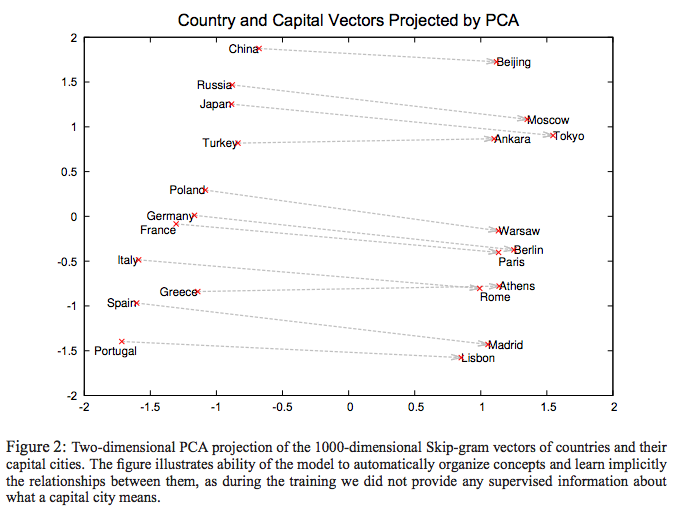 Country and Capital Vectors Projected by PCA
2
1.5
1
0.5
0
-0.5
-1
-1.5
-2
China
Beijing
Russia
Japan
Moscow
Tokyo
Turkey
Ankara
Poland
Germany
France
Warsaw
Berlin
Paris
Italy
Greece
Athens
Rome
Spain
Madrid
Portugal
Lisbon
-2 -1.5 -1 -0.5 0 0.5 1 1.5 2
Figure 2: Two-dimensional PCA projection of the 1000-dimensional Skip-gram vectors of countries and their
capital cities. The figure illustrates ability of the model to automatically organize concepts and learn implicitly
the relationships between them, as during the training we did not provide any supervised information about
what a capital city means.